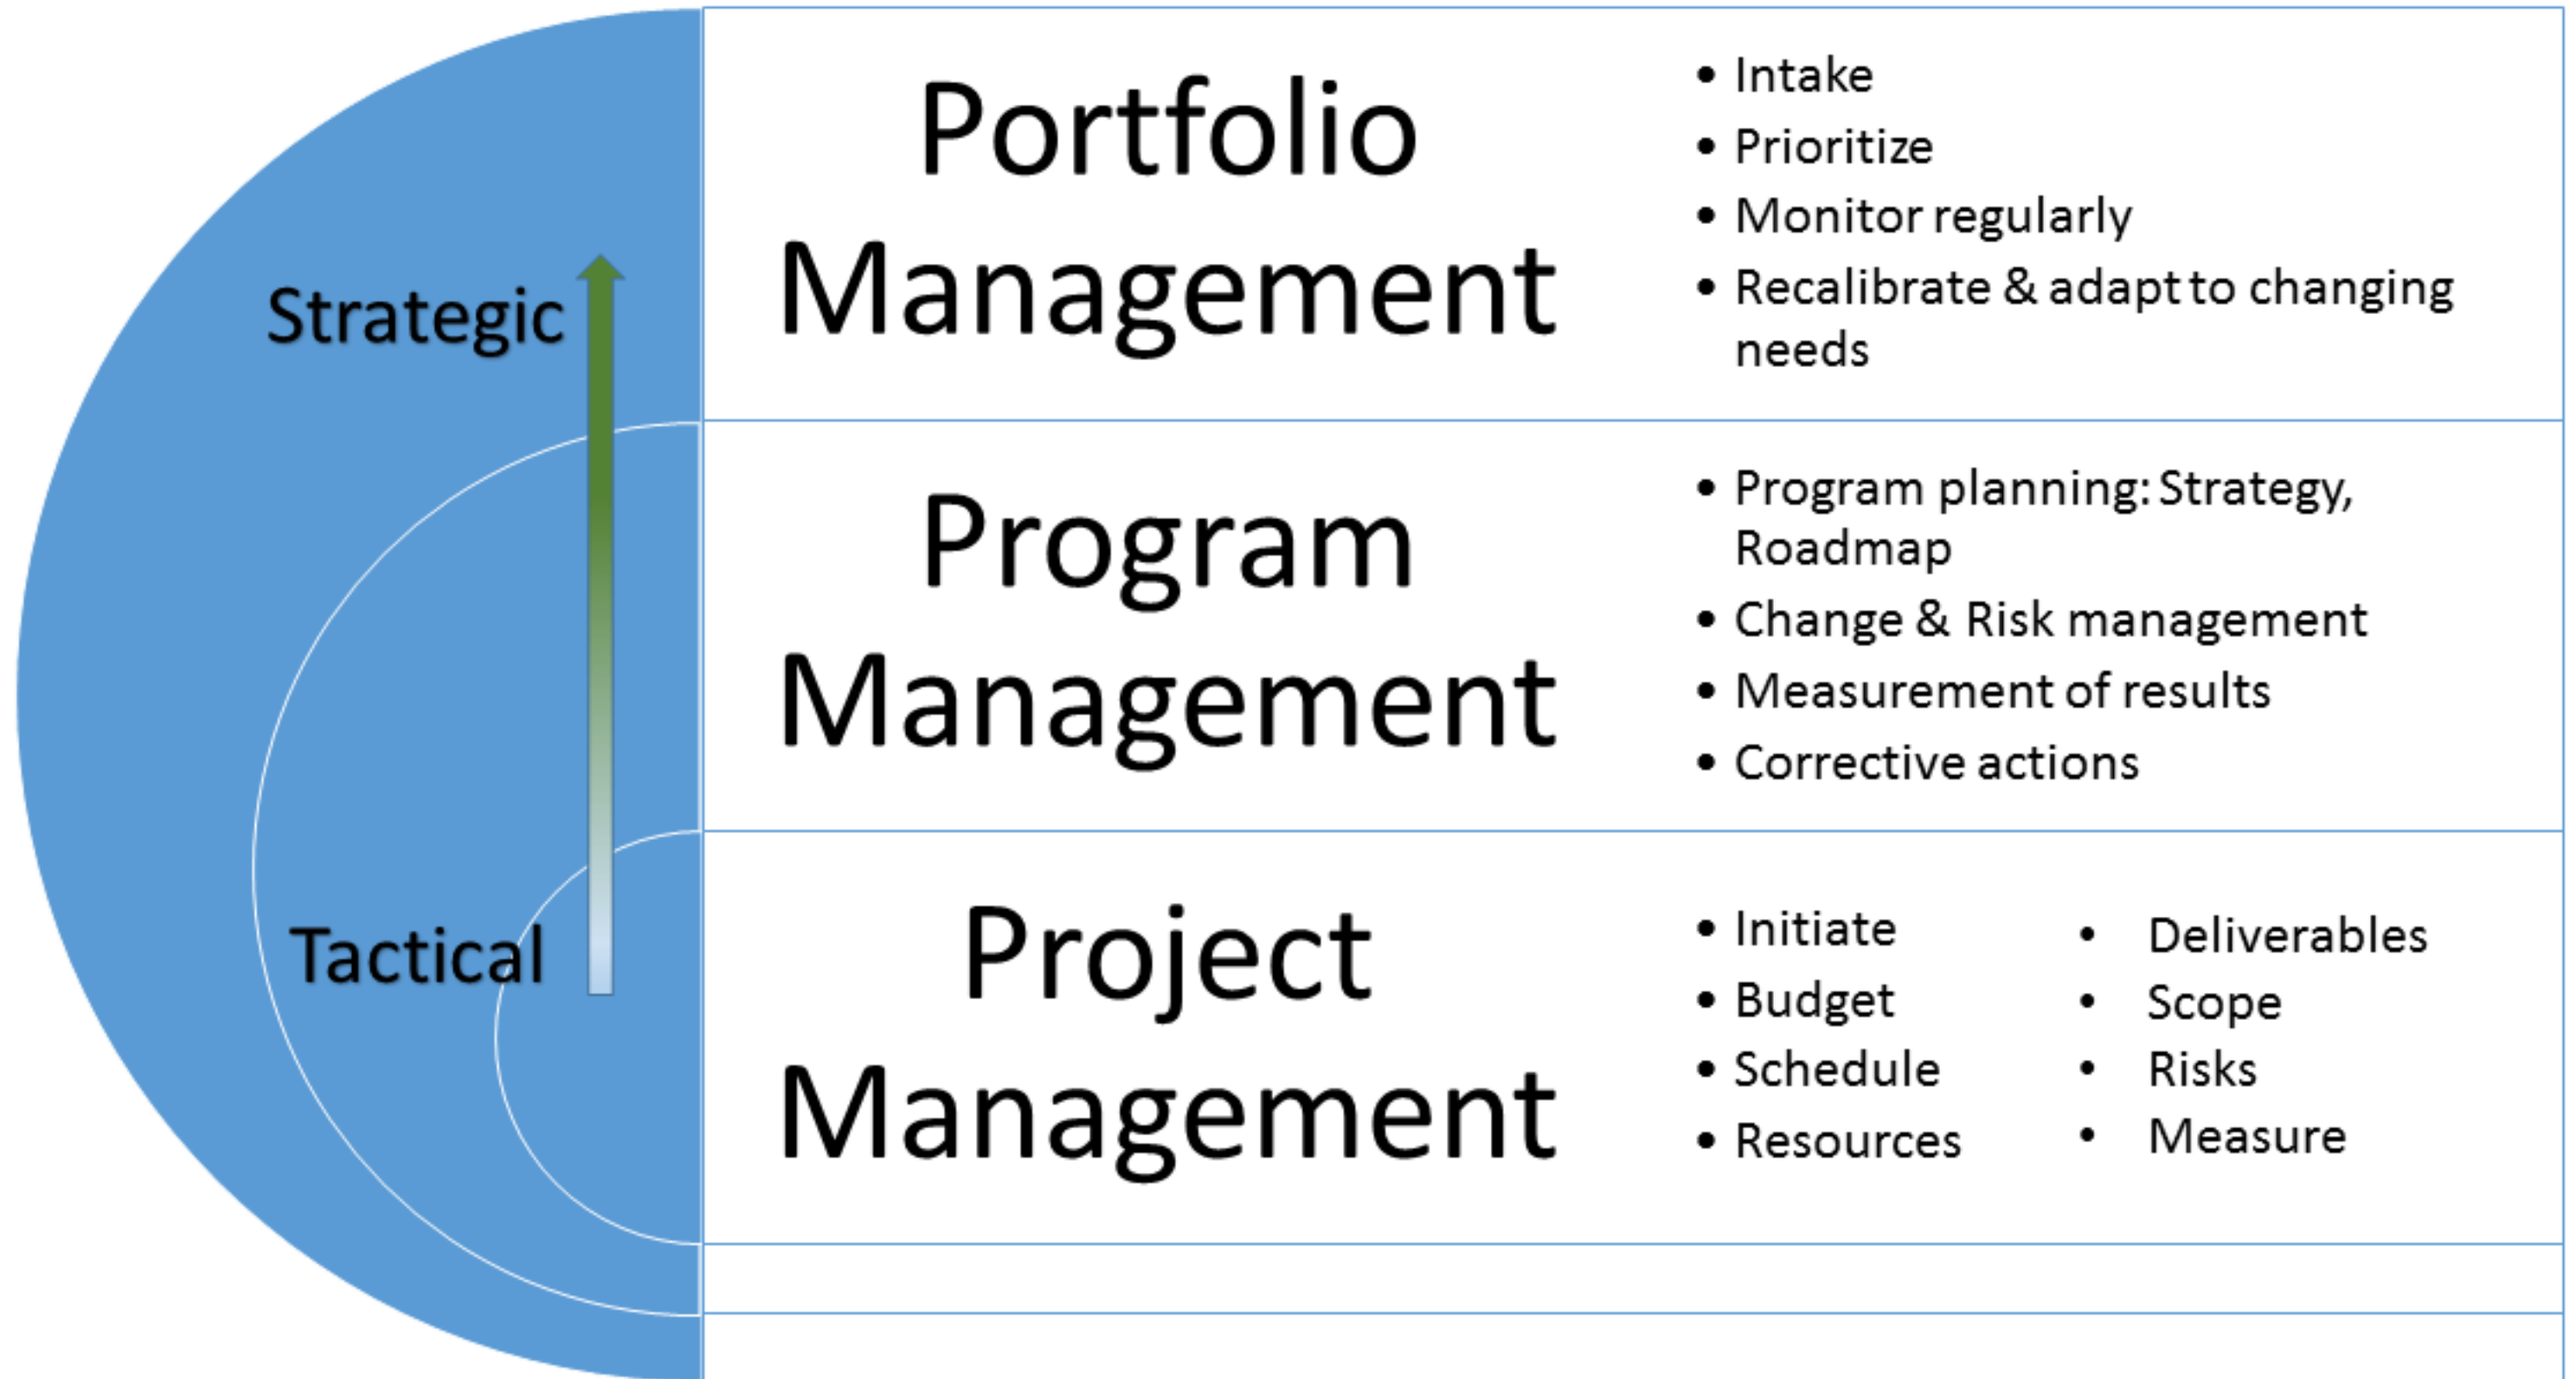 Strategic
Tactical
Portfolio
Management
• Intake
• Prioritize
• Monitor regularly
• Recalibrate & adapt to changing
needs
Program
Management
• Program planning: Strategy,
Roadmap
• Change & Risk management
• Measurement of results
• Corrective actions
Project
Management
• Initiate
• Budget
• Schedule
• Resources
• Deliverables
• Scope
• Risks
• Measure